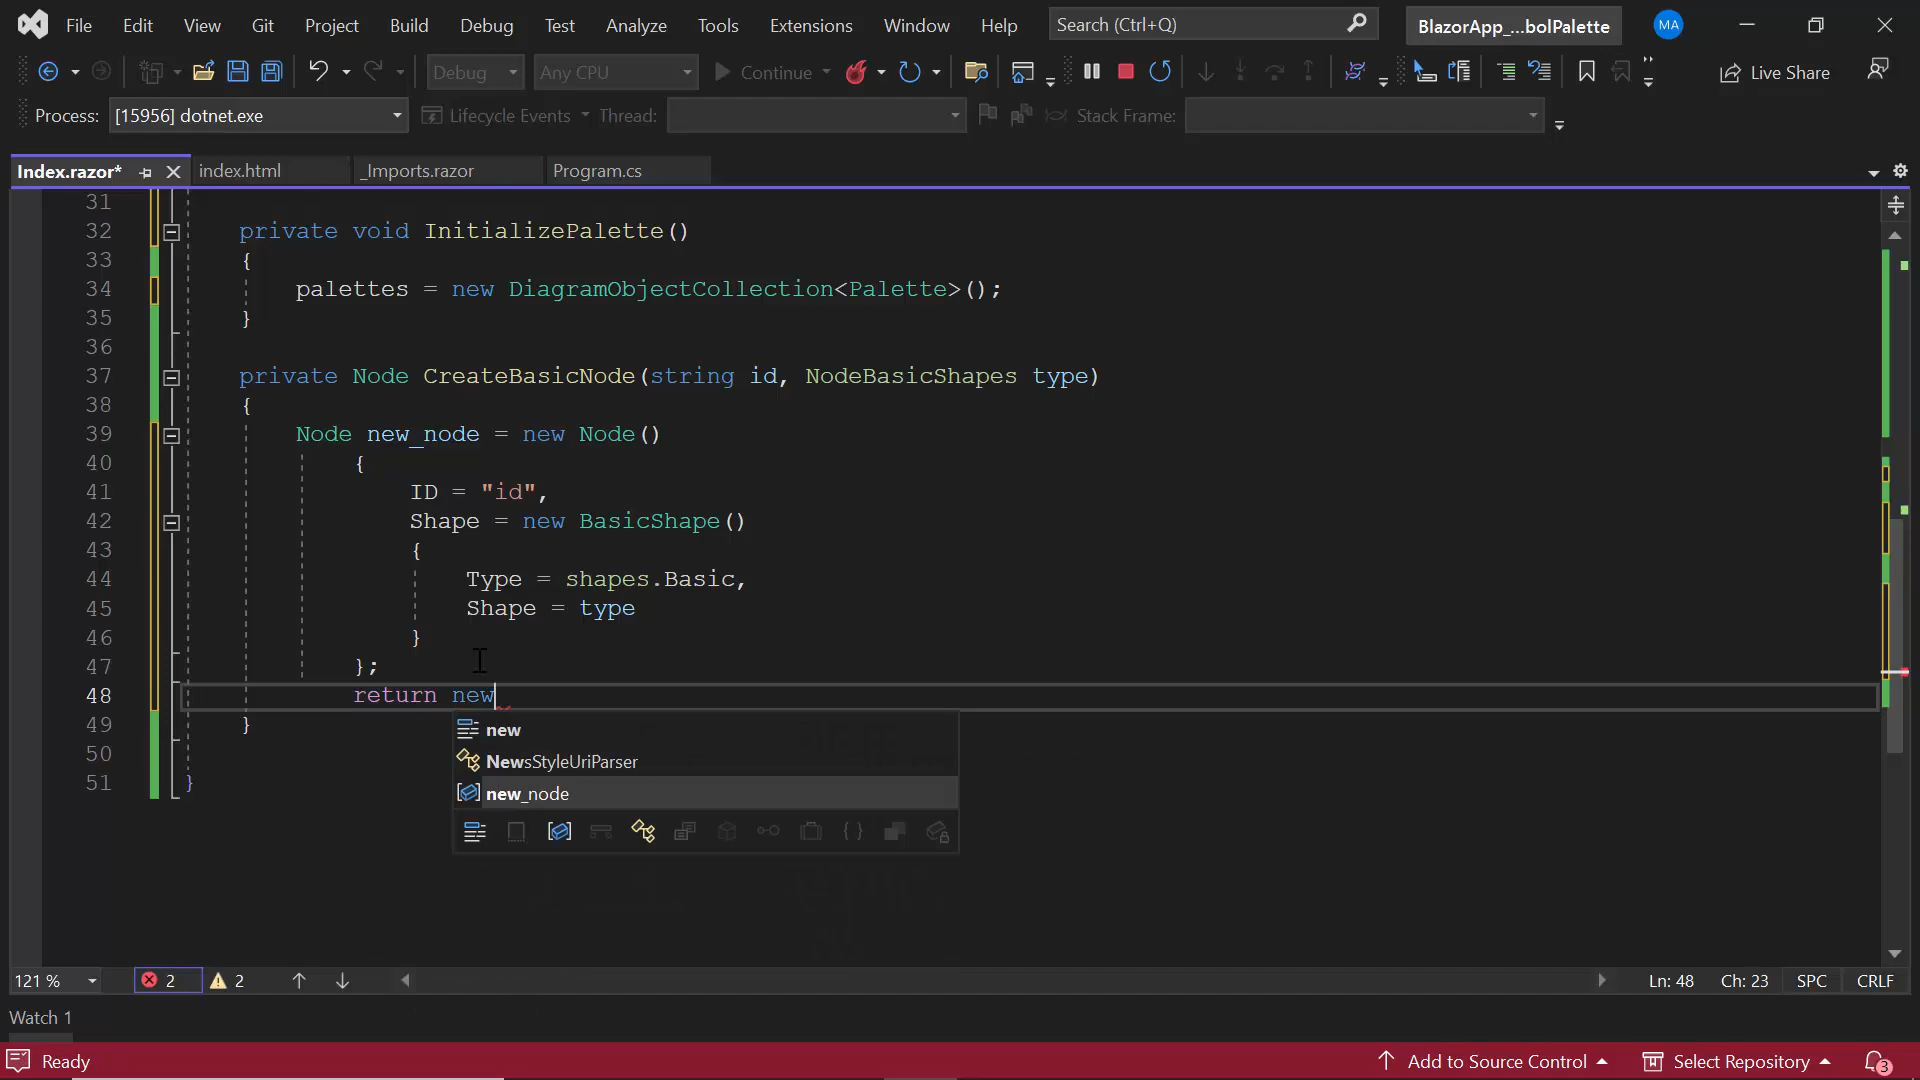 File Edit View Git Project Build Debug Test Analyze Tools Extensions Window Help Search (Ctrl+Q) BlazorApp_...bolPalette MA
Debug Any CPU Continue Live Share
Process: [15956] dotnet.exe Lifecycle Events Thread: Stack Frame:
Index.razor* index.html _Imports.razor Program.cs
31
32 private void InitializePalette()
33 {
34 palettes = new DiagramObjectCollection<Palette>();
35 }
36
37 private Node CreateBasicNode(string id, NodeBasicShapes type)
38 {
39 Node new_node = new Node()
40 {
41 ID = "id",
42 Shape = new BasicShape()
43 {
44 Type = shapes.Basic,
45 Shape = type
46 }
47 };
48 return new
49 }
new
50
NewsStyleUriParser
51 }
new_node
121 % 2 2 Ln: 48 Ch: 23 SPC CRLF
Watch 1
Ready Add to Source Control Select Repository 3